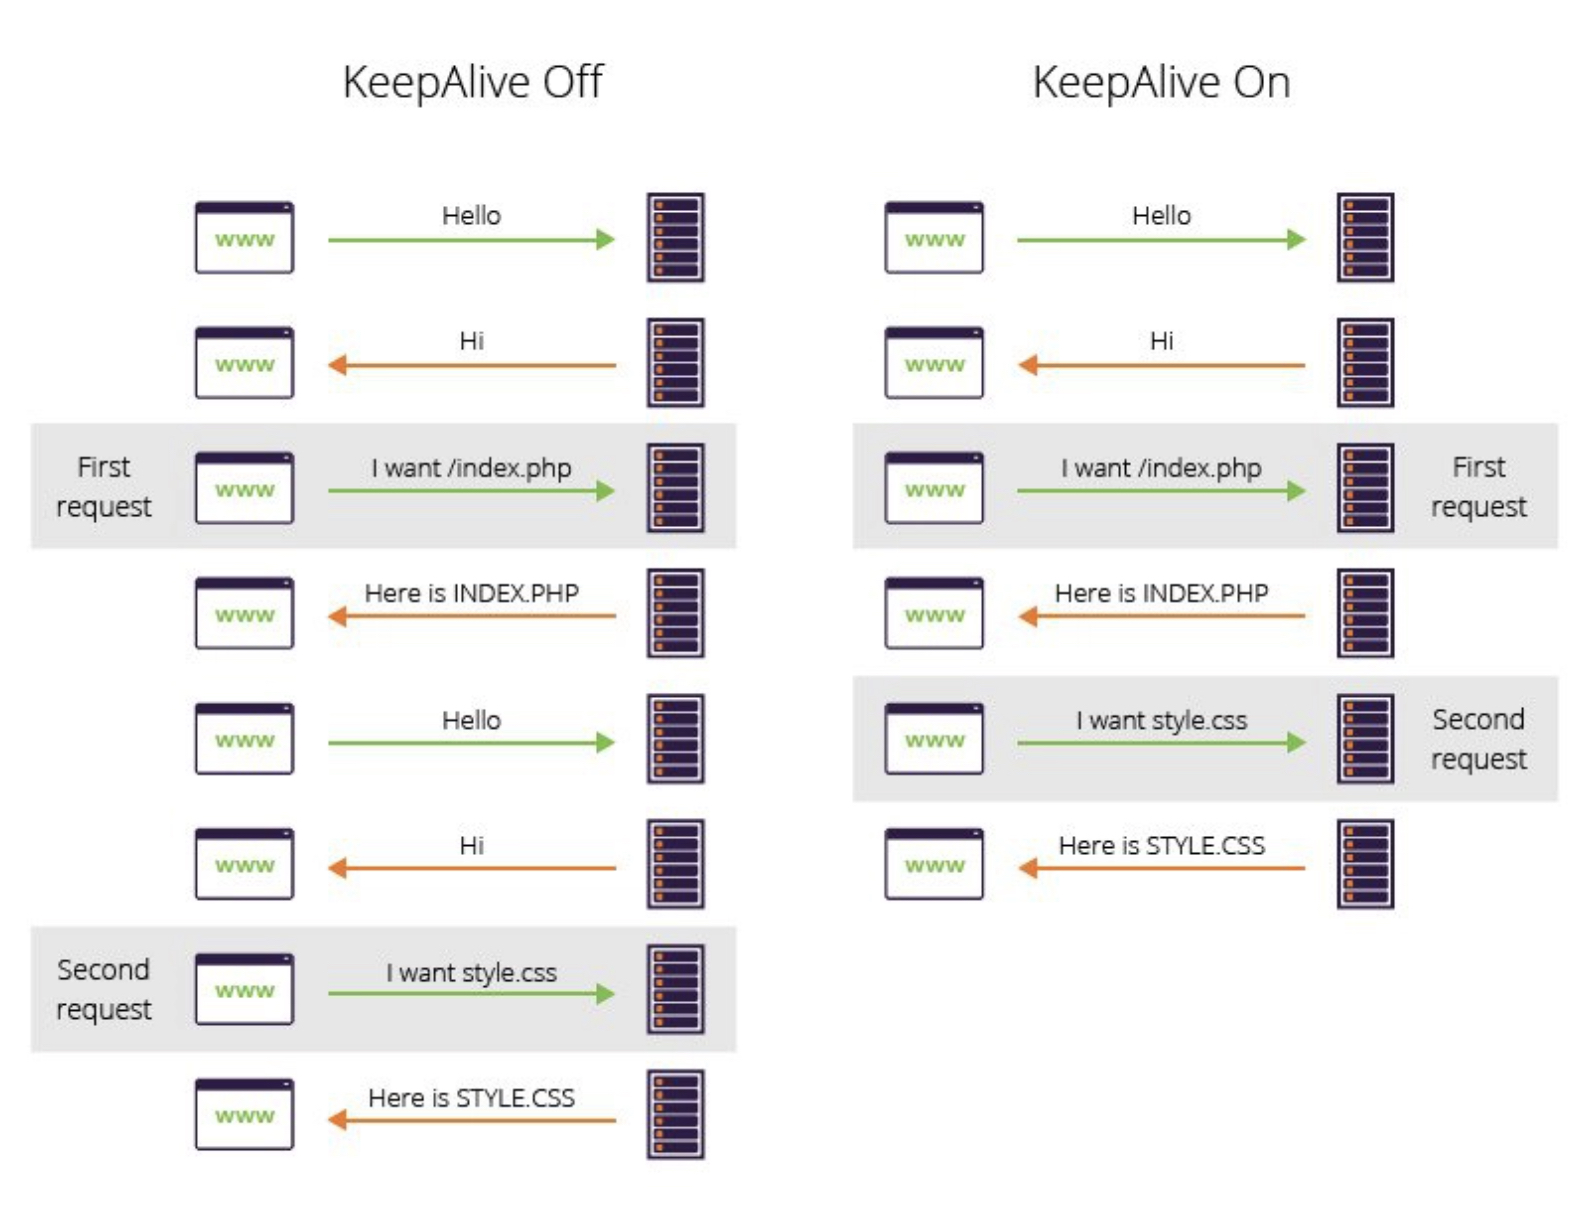 KeepAlive Off
www
Hello
www
Hi
First
request
www
I want /index.php
www
Here is INDEX.PHP
www
Hello
www
Hi
Second
request
www
I want style.css
www
Here is STYLE.CSS
KeepAlive On
www
Hello
www
Hi
www
I want /index.php
First
request
www
Here is INDEX.PHP
www
I want style.css
Second
request
www
Here is STYLE.CSS